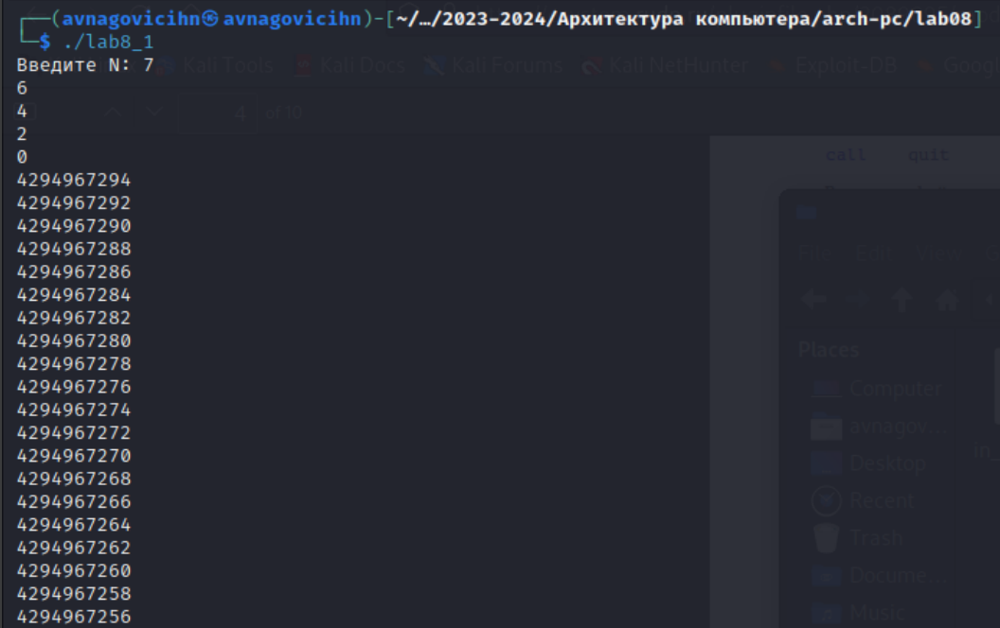 (avnagovicihn㉿avnagovicihn)-[~/…/2023-2024/Архитектура компьютера/arch-pc/lab08]
$ ./lab8_1
Введите N: 7
Kali Tools Kali Docs Kali Forums Kali NetHunter Exploit-DB Goog
6
4
4 of 10
2
0
call quit
4294967294
4294967292
4294967290
4294967288
File Edit View
4294967286
4294967284
4294967282
4294967280
Places
4294967278
4294967276
Computer
4294967274
4294967272
avnagov...
4294967270
in_
4294967268
Desktop
4294967266
Recent
4294967264
Trash
4294967262
4294967260
Docume...
4294967258
4294967256
Music